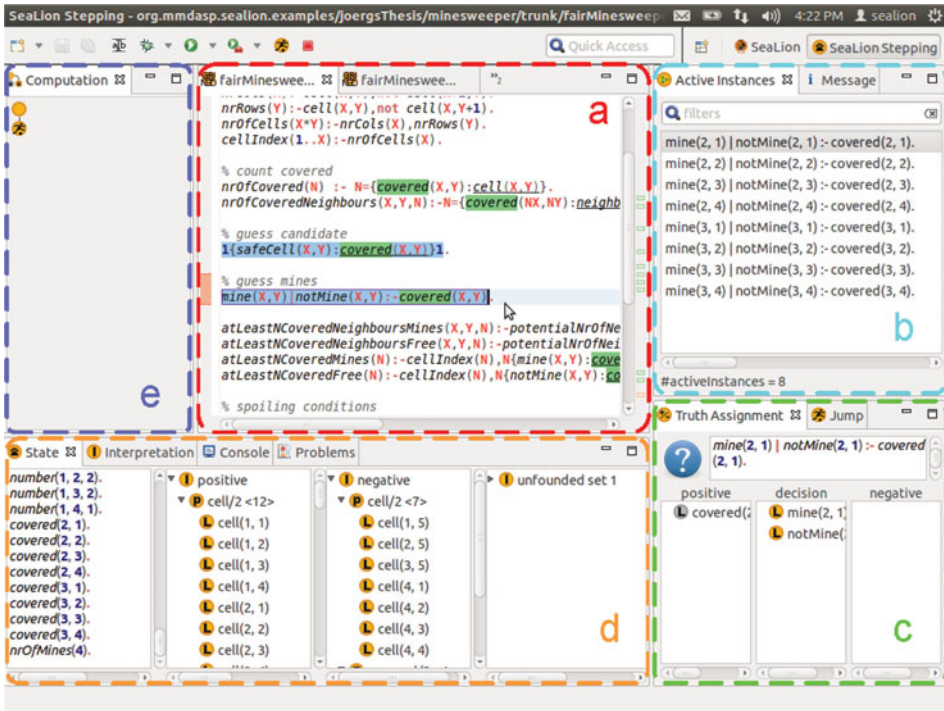 SeaLion Stepping - org.mmdasp.sealion.examples/joergsThesis/minesweeper/trunk/fairMinesweep
4:22 PM sealion
Quick Access
SeaLion
SeaLion Stepping
Computation
fairMineswee...
fairMineswee...
"2
nrRows(Y):-cell(X,Y),not cell(X,Y+1).
nrOfCells(X*Y):-nrCols(X),nrRows(Y).
cellIndex(1..X):-nrOfCells(X).
% count covered
nrOfCovered(N) :- N={covered(X,Y):cell(X,Y)}.
nrOfCoveredNeighbours(X,Y,N):-N={covered(NX,NY):neighb
% guess candidate
1{safeCell(X,Y):covered(X,Y)}1.
% guess mines
mine(X,Y)|notMine(X,Y):-covered(X,Y).
atLeastNCoveredNeighboursMines(X,Y,N):-potentialNrOfNe
atLeastNCoveredNeighboursFree(X,Y,N):-potentialNrOfNei
atLeastNCoveredMines(N):-cellIndex(N),N{mine(X,Y):cove
atLeastNCoveredFree(N):-cellIndex(N),N{notMine(X,Y):co
% spoiling conditions
a
e
Active Instances
i Message
filters
mine(2, 1) | notMine(2, 1) :- covered(2, 1).
mine(2, 2) | notMine(2, 2) :- covered(2, 2).
mine(2, 3) | notMine(2, 3) :- covered(2, 3).
mine(2, 4) | notMine(2, 4) :- covered(2, 4).
mine(3, 1) | notMine(3, 1) :- covered(3, 1).
mine(3, 2) | notMine(3, 2) :- covered(3, 2).
mine(3, 3) | notMine(3, 3) :- covered(3, 3).
mine(3, 4) | notMine(3, 4) :- covered(3, 4).
b
#activeInstances = 8
State
Interpretation
Console
Problems
number(1, 2, 2).
number(1, 3, 2).
number(1, 4, 1).
covered(2, 1).
covered(2, 2).
covered(2, 3).
covered(2, 4).
covered(3, 1).
covered(3, 2).
covered(3, 3).
covered(3, 4).
nrOfMines(4).
I positive
P cell/2 <12>
L cell(1, 1)
L cell(1, 2)
L cell(1, 3)
L cell(1, 4)
L cell(2, 1)
L cell(2, 2)
L cell(2, 3)
I negative
P cell/2 <7>
L cell(1, 5)
L cell(2, 5)
L cell(3, 5)
L cell(4, 1)
L cell(4, 2)
L cell(4, 3)
L cell(4, 4)
I unfounded set 1
d
Truth Assignment
Jump
?
mine(2, 1) | notMine(2, 1) :- covered
(2, 1).
positive
decision
negative
L covered(2
L mine(2, 1
L notMine(2
c